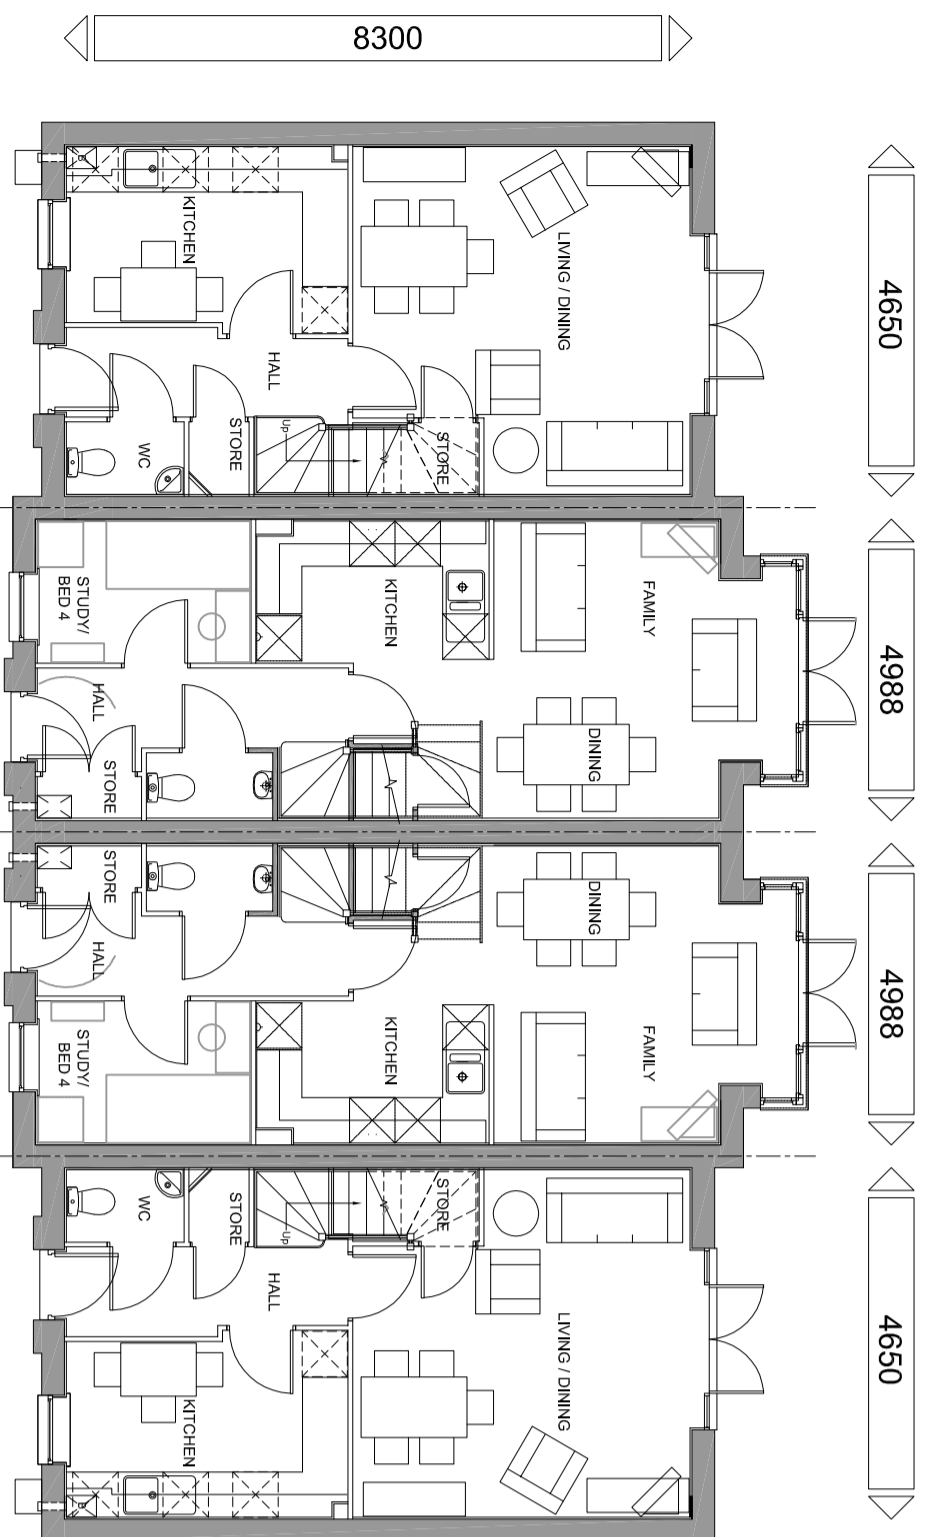 8300
4650
KITCHEN
LIVING / DINING
HALL
STORE
Up
STORE
WC
4988
STUDY/
BED 4
KITCHEN
FAMILY
HALL
DINING
STORE
4988
STORE
DINING
HALL
KITCHEN
FAMILY
STUDY/
BED 4
4650
WC
STORE
Up
STORE
HALL
LIVING / DINING
KITCHEN